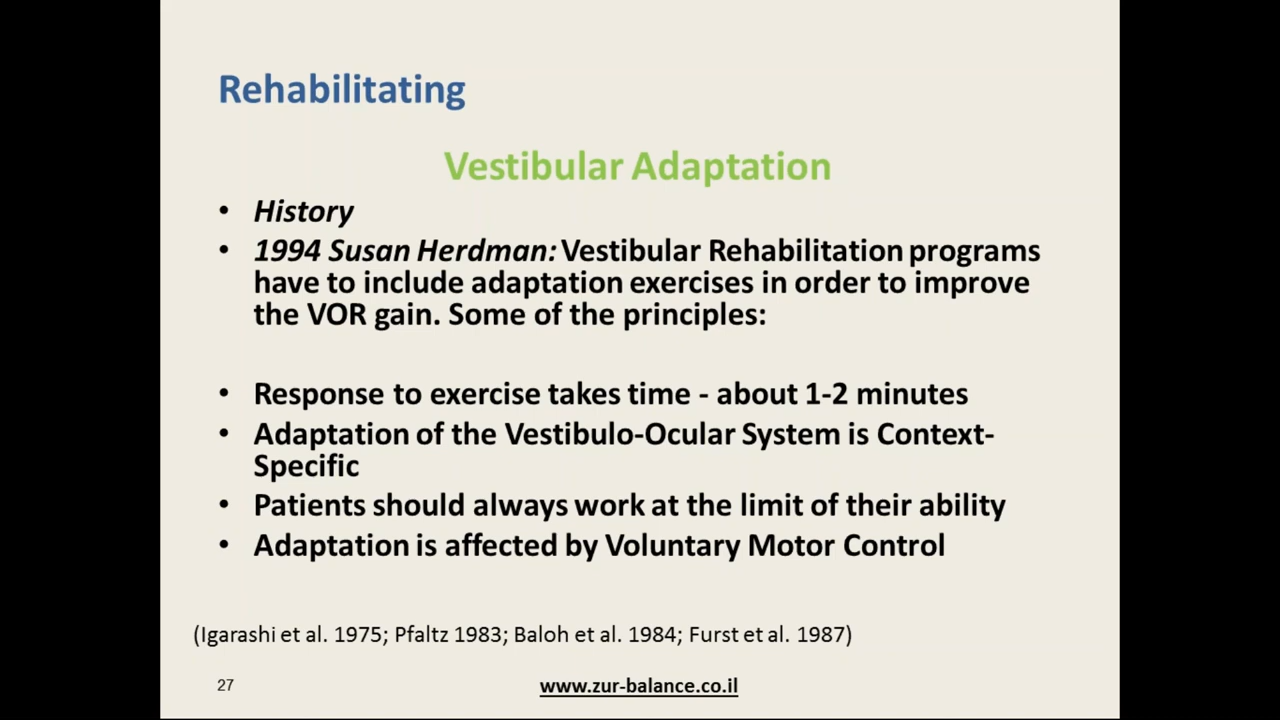 Rehabilitating
Vestibular Adaptation
• History
• 1994 Susan Herdman: Vestibular Rehabilitation programs
have to include adaptation exercises in order to improve
the VOR gain. Some of the principles:
• Response to exercise takes time - about 1-2 minutes
• Adaptation of the Vestibulo-Ocular System is Context-
Specific
• Patients should always work at the limit of their ability
• Adaptation is affected by Voluntary Motor Control
(Igarashi et al. 1975; Pfaltz 1983; Baloh et al. 1984; Furst et al. 1987)
27
www.zur-balance.co.il